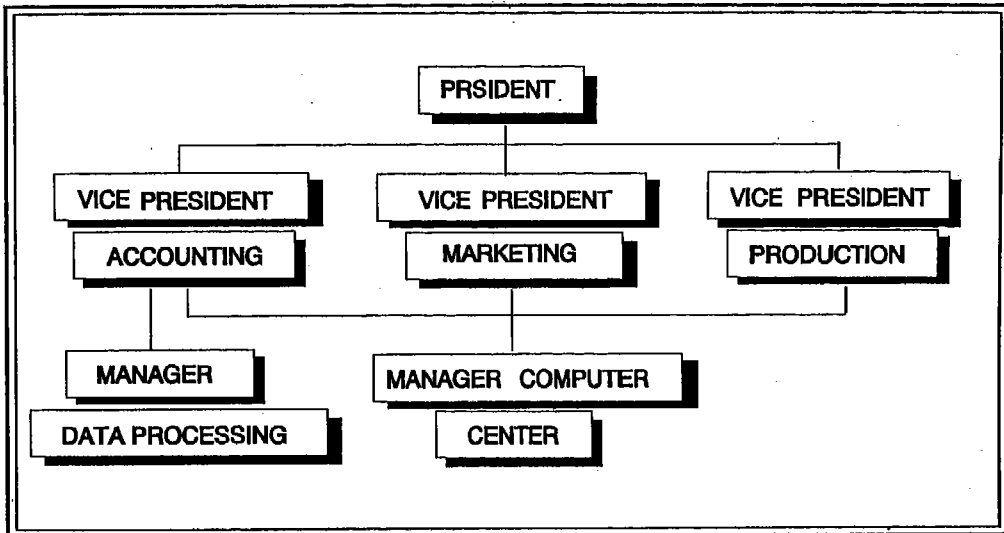 PRSIDENT
VICE PRESIDENT
ACCOUNTING
VICE PRESIDENT
MARKETING
VICE PRESIDENT
PRODUCTION
MANAGER
DATA PROCESSING
MANAGER COMPUTER
CENTER